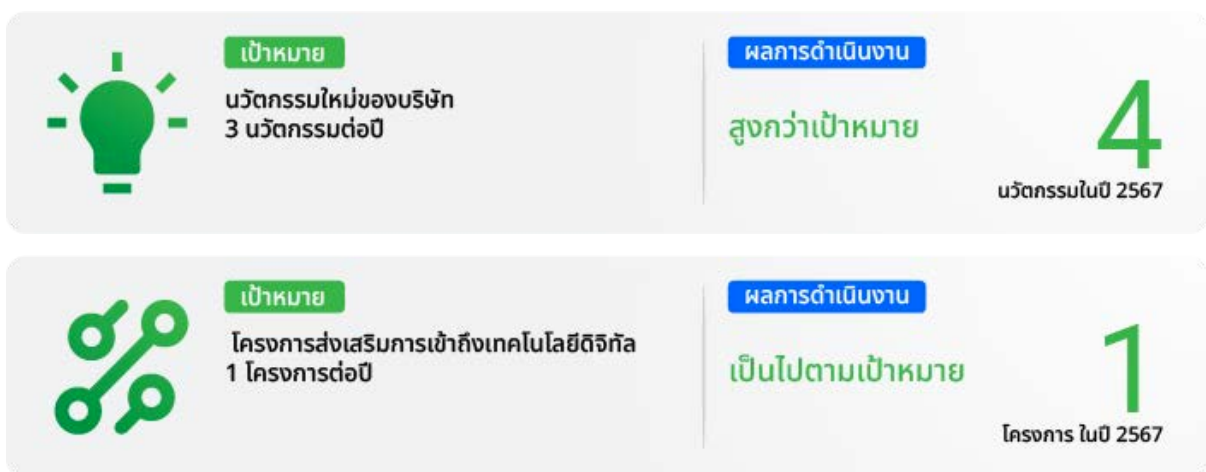 เป้าหมาย
นวัตกรรมใหม่ของบริษัท
3 นวัตกรรมต่อปี
ผลการดำเนินงาน
สูงกว่าเป้าหมาย
4
นวัตกรรมในปี 2567
เป้าหมาย
โครงการส่งเสริมการเข้าถึงเทคโนโลยีดิจิทัล
1 โครงการต่อปี
ผลการดำเนินงาน
เป็นไปตามเป้าหมาย
1
โครงการ ในปี 2567